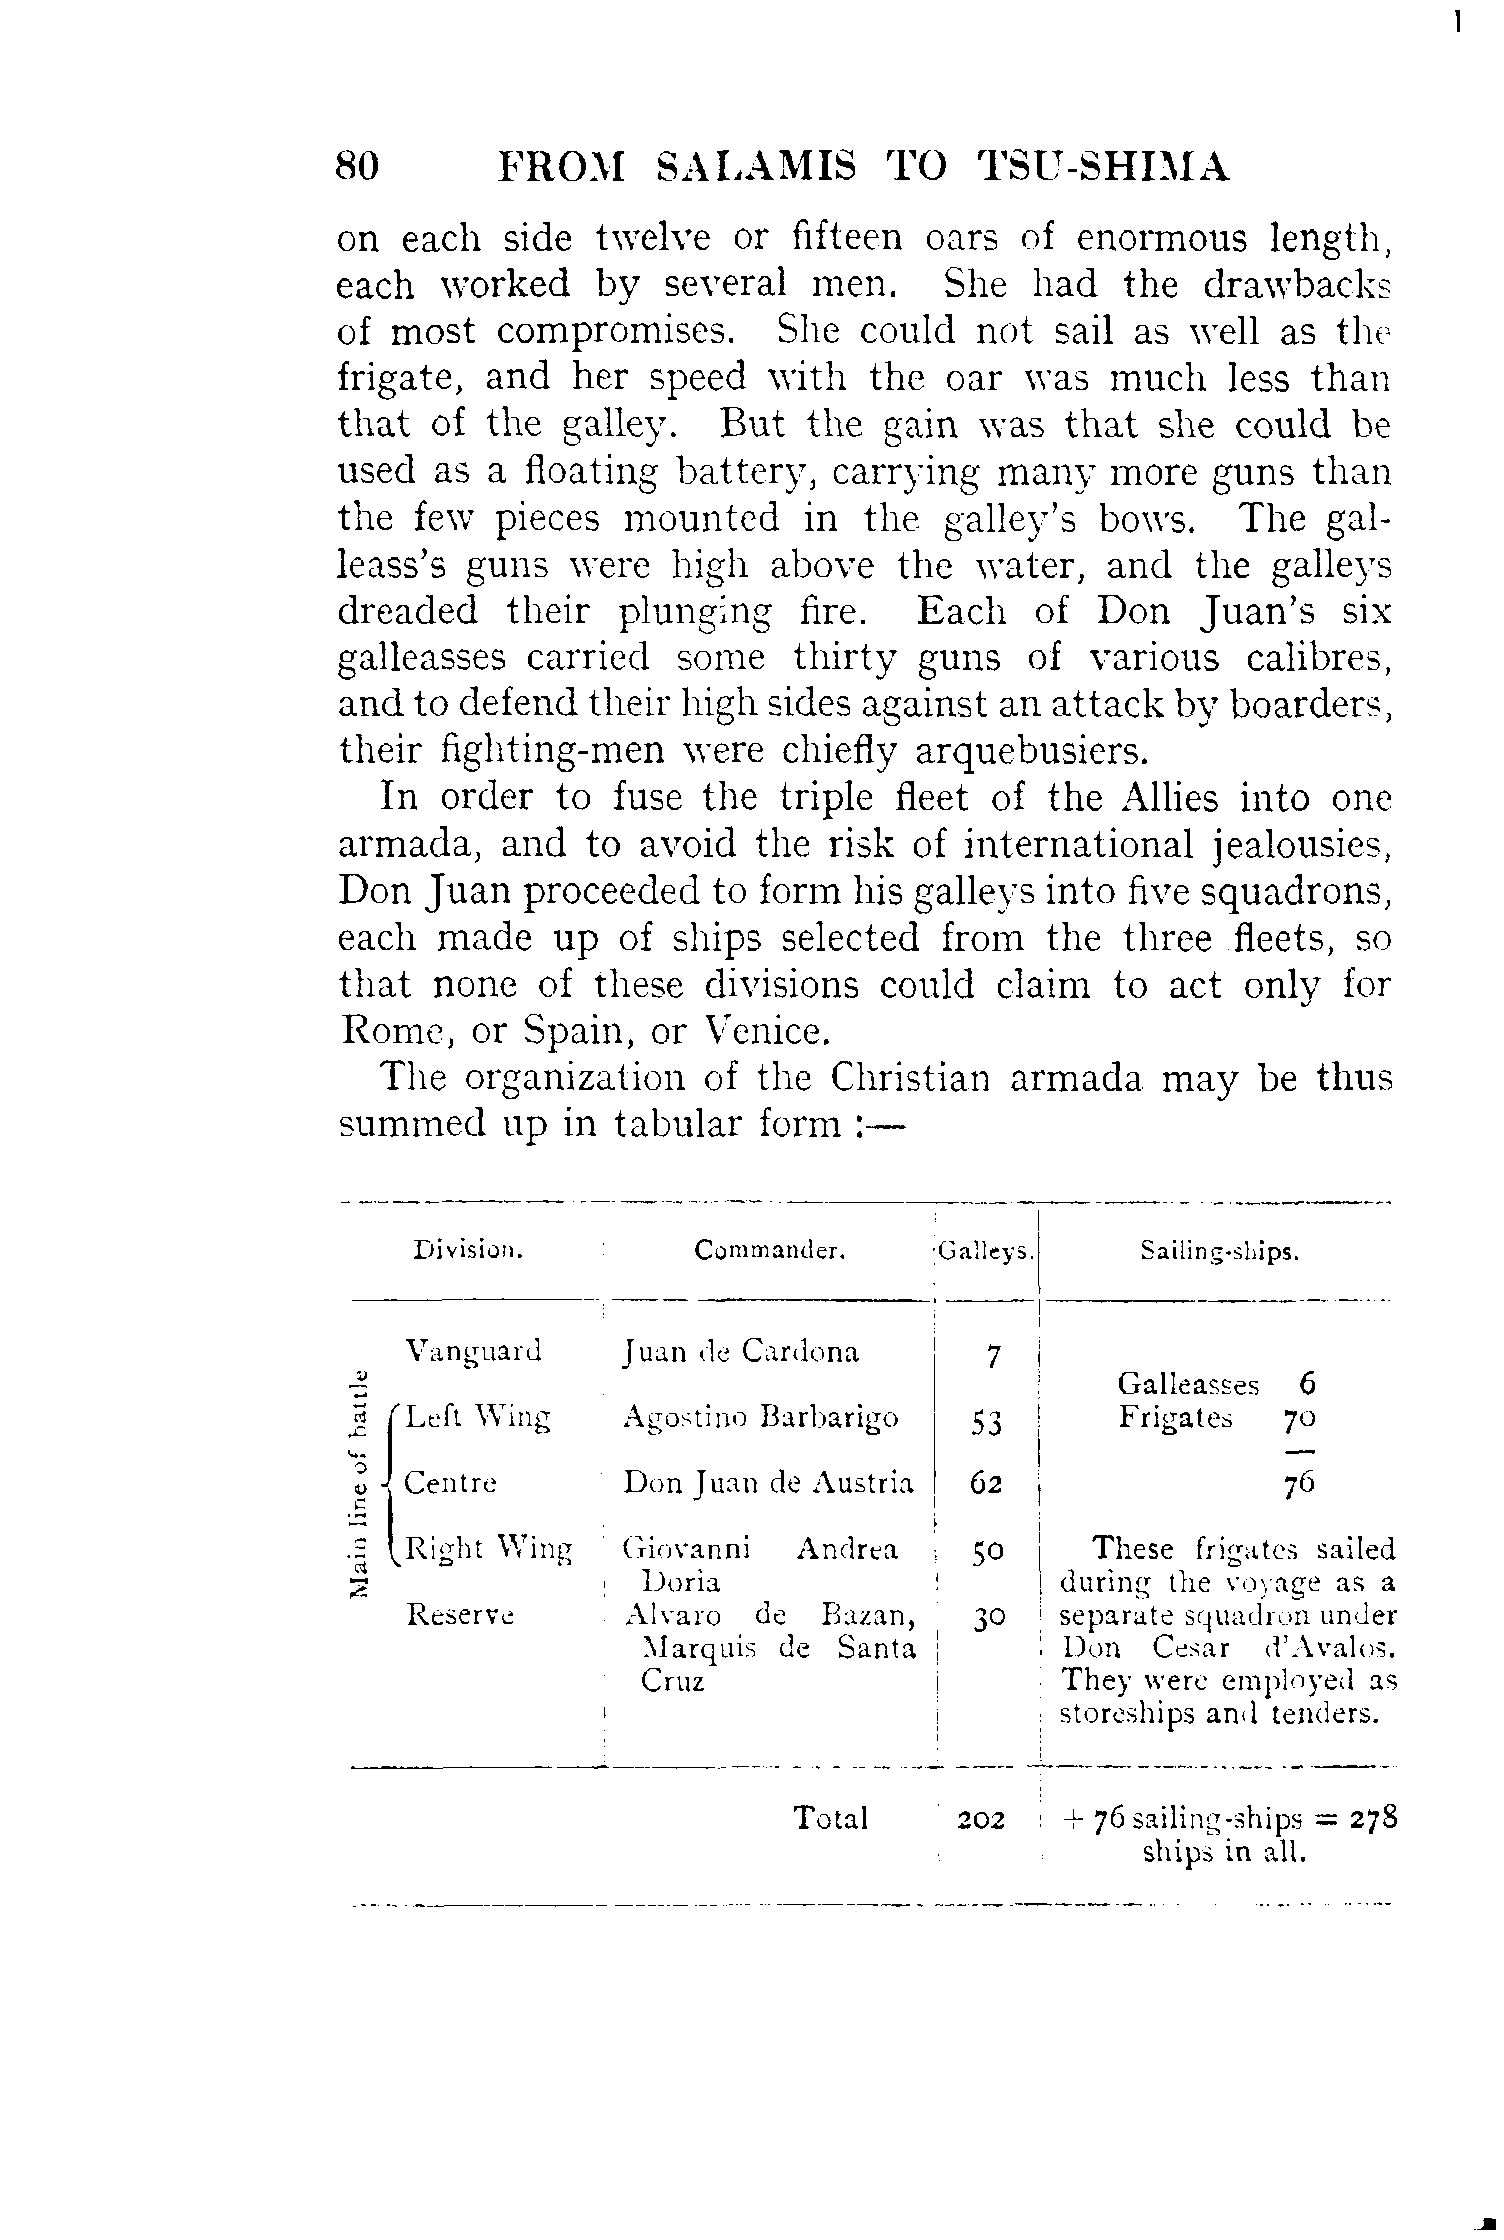 1
80 FROM SALAMIS TO TSU-SHIMA
on each side twelve or fifteen oars of enormous length,
each worked by several men. She had the drawbacks
of most compromises. She could not sail as well as the
frigate, and her speed with the oar was much less than
that of the galley. But the gain was that she could be
used as a floating battery, carrying many more guns than
the few pieces mounted in the galley's bows. The gal-
leass's guns were high above the water, and the galleys
dreaded their plunging fire. Each of Don Juan's six
galleasses carried some thirty guns of various calibres,
and to defend their high sides against an attack by boarders,
their fighting-men were chiefly arquebusiers.
In order to fuse the triple fleet of the Allies into one
armada, and to avoid the risk of international jealousies,
Don Juan proceeded to form his galleys into five squadrons,
each made up of ships selected from the three fleets, so
that none of these divisions could claim to act only for
Rome, or Spain, or Venice.
The organization of the Christian armada may be thus
summed up in tabular form :—
Division. Commander. Galleys. Sailing-ships.
Main line of battle
Vanguard Juan de Cardona 7
Galleasses 6
Left Wing Agostino Barbarigo 53 Frigates 70
—
Centre Don Juan de Austria 62 76
Right Wing Giovanni Andrea 50 These frigates sailed
Doria during the voyage as a
Reserve Alvaro de Bazan, 30 separate squadron under
Marquis de Santa Don Cesar d'Avalos.
Cruz They were employed as
storeships and tenders.
Total 202 + 76 sailing-ships = 278
ships in all.